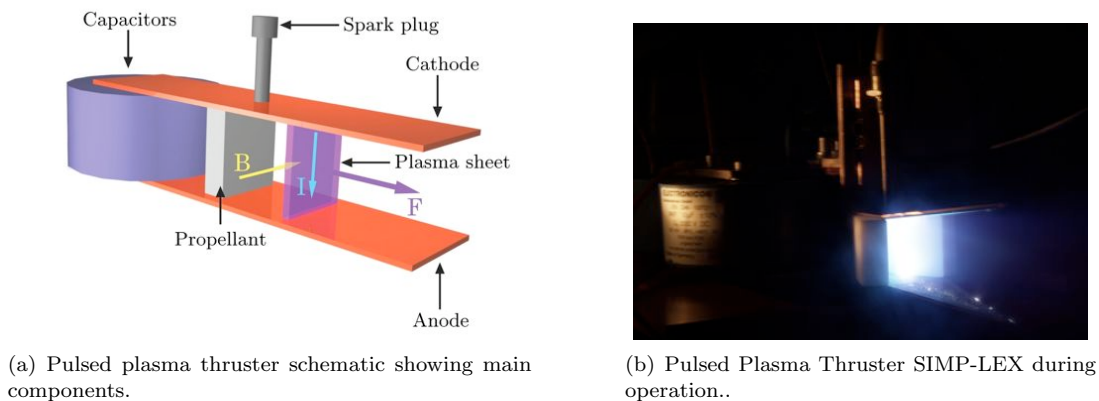 Capacitors
Spark plug
Cathode
B
I
Plasma sheet
F
Propellant
Anode
ELECTRONICON
(a) Pulsed plasma thruster schematic showing main
components.
(b) Pulsed Plasma Thruster SIMP-LEX during
operation..